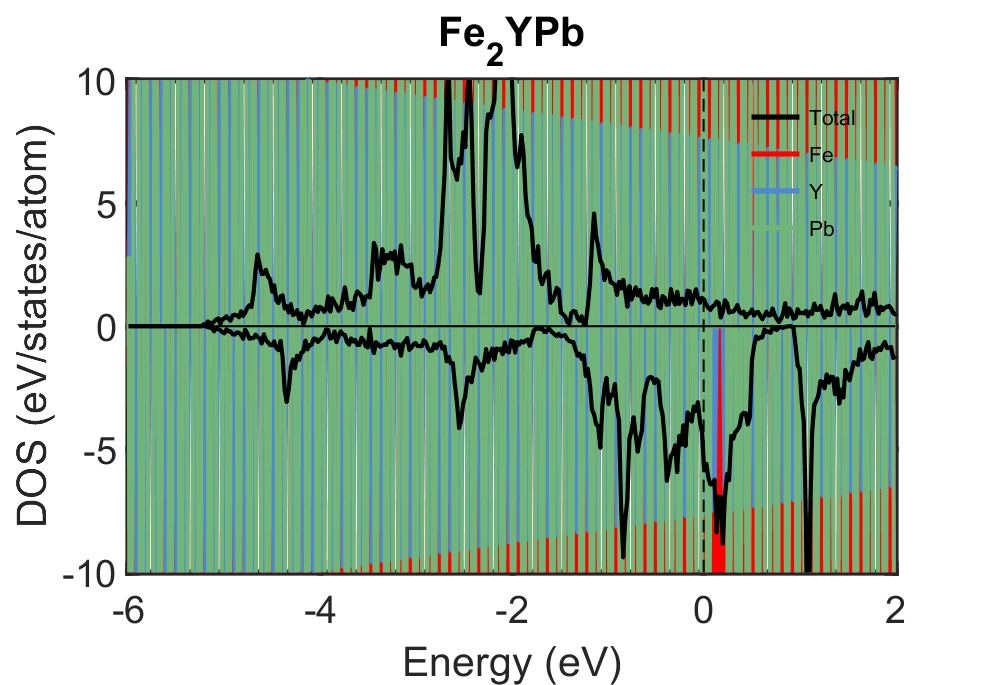 Fe₂YPb
10
5
0
-5
-10
DOS (eV/states/atom)
Total
Fe
Y
Pb
-6 -4 -2 0 2
Energy (eV)